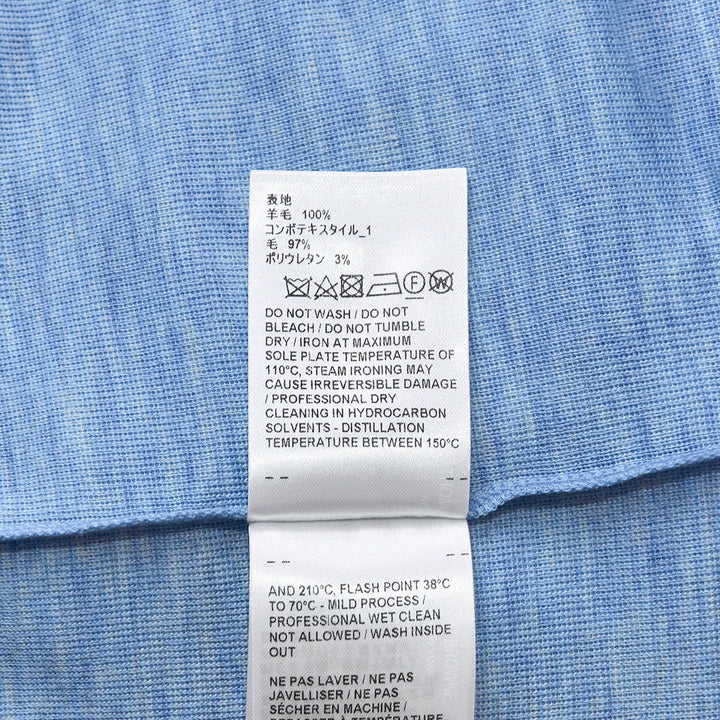 表地
羊毛 100%
コンポテキスタイル_1
毛 97%
ポリウレタン 3%
F W
DO NOT WASH / DO NOT
BLEACH / DO NOT TUMBLE
DRY / IRON AT MAXIMUM
SOLE PLATE TEMPERATURE OF
110°C, STEAM IRONING MAY
CAUSE IRREVERSIBLE DAMAGE
/ PROFESSIONAL DRY
CLEANING IN HYDROCARBON
SOLVENTS - DISTILLATION
TEMPERATURE BETWEEN 150°C
AND 210°C, FLASH POINT 38°C
TO 70°C - MILD PROCESS /
PROFESSIONAL WET CLEAN
NOT ALLOWED / WASH INSIDE
OUT
NE PAS LAVER / NE PAS
JAVELLISER / NE PAS
SÉCHER EN MACHINE /